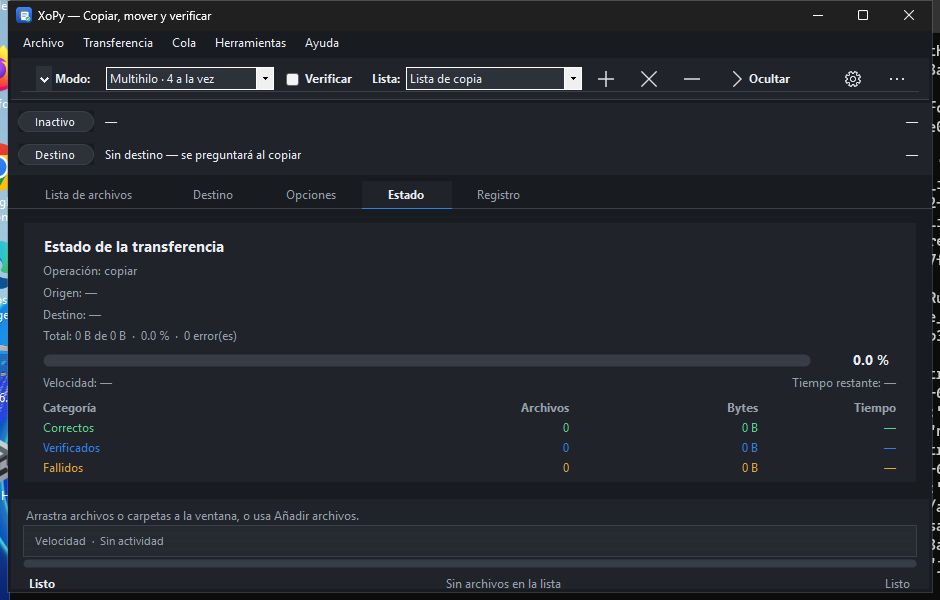 XoPy — Copiar, mover y verificar
Archivo Transferencia Cola Herramientas Ayuda
Modo: Multihilo · 4 a la vez Verificar Lista: Lista de copia Ocultar
Inactivo —  —
Destino Sin destino — se preguntará al copiar —
Lista de archivos Destino Opciones Estado Registro
Estado de la transferencia
Operación: copiar
Origen: —
Destino: —
Total: 0 B de 0 B · 0.0 % · 0 error(es)
0.0 %
Velocidad: — Tiempo restante: —
Categoría Archivos Bytes Tiempo
Correctos 0 0 B —
Verificados 0 0 B —
Fallidos 0 0 B —
Arrastra archivos o carpetas a la ventana, o usa Añadir archivos.
Velocidad · Sin actividad
Listo Sin archivos en la lista Listo